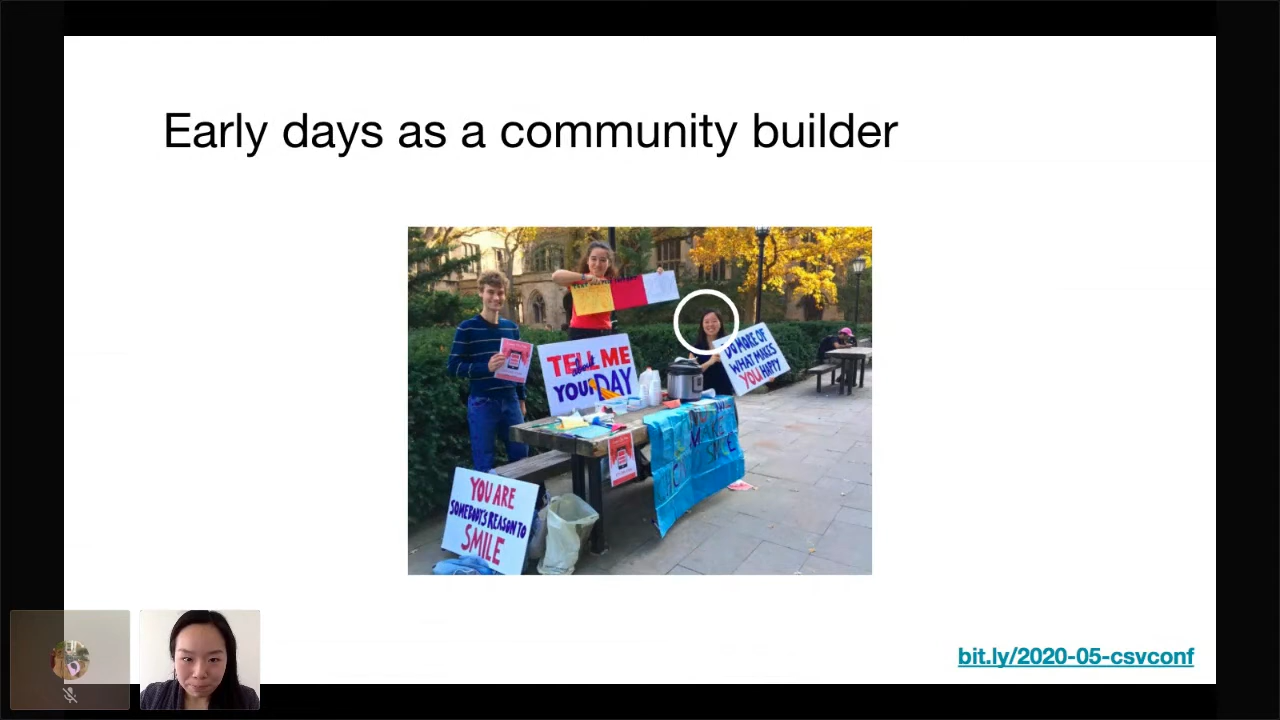 Early days as a community builder
TELL ME
about
YOUR DAY
DO MORE OF
WHAT MAKES
YOU HAPPY
YOU ARE
SOMEBODY'S REASON TO
SMILE
bit.ly/2020-05-csvconf